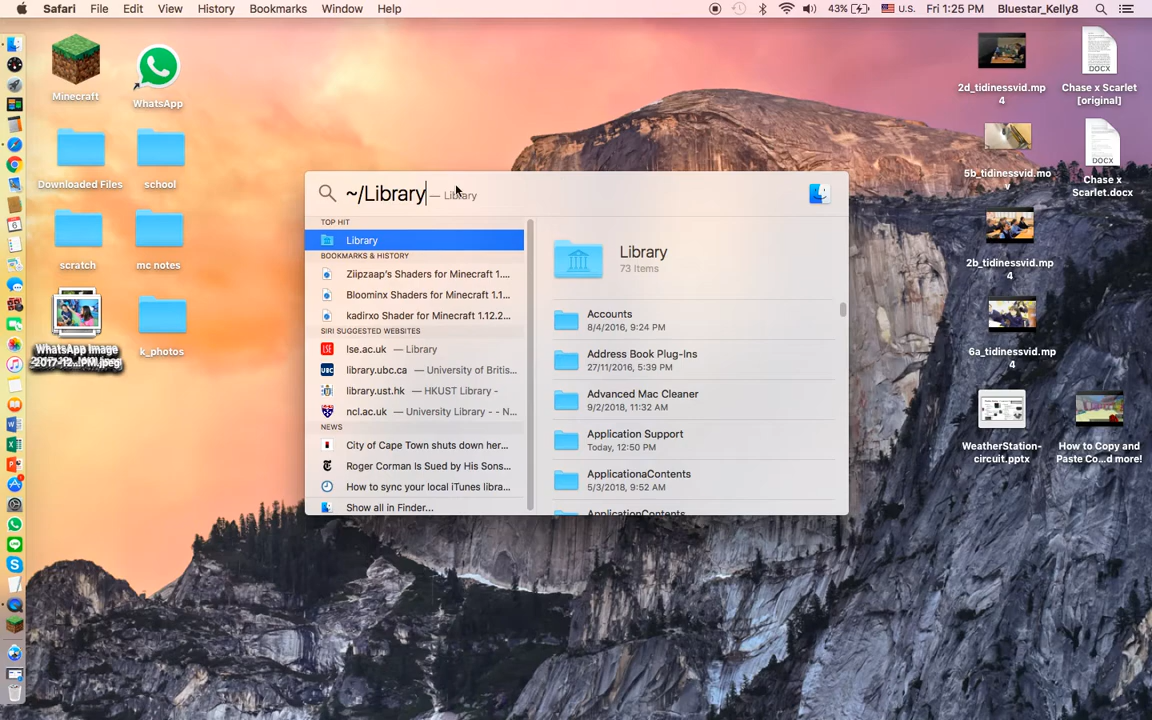 Safari File Edit View History Bookmarks Window Help
43% U.S. Fri 1:25 PM Bluestar_Kelly8
Minecraft
WhatsApp
Downloaded Files
school
scratch
mc notes
WhatsApp Image
2017-12...PM.jpeg
k_photos
~/Library — Library
TOP HIT
Library
BOOKMARKS & HISTORY
Ziipzaap's Shaders for Minecraft 1....
Bloominx Shaders for Minecraft 1.1...
kadirxo Shader for Minecraft 1.12.2...
SIRI SUGGESTED WEBSITES
LSE
lse.ac.uk — Library
UBC
library.ubc.ca — University of Britis...
library.ust.hk — HKUST Library -
ncl.ac.uk — University Library - - N...
NEWS
City of Cape Town shuts down her...
Roger Corman Is Sued by His Sons...
How to sync your local iTunes libra...
Show all in Finder...
Library
73 Items
Accounts
8/4/2016, 9:24 PM
Address Book Plug-Ins
27/11/2016, 5:39 PM
Advanced Mac Cleaner
9/2/2018, 11:32 AM
Application Support
Today, 12:50 PM
ApplicationaContents
5/3/2018, 9:52 AM
ApplicationContents
2d_tidinessvid.mp
4
DOCX
Chase x Scarlet
[original]
5b_tidinessvid.mo
v
DOCX
Chase x
Scarlet.docx
2b_tidinessvid.mp
4
6a_tidinessvid.mp
4
WeatherStation-
circuit.pptx
How to Copy and
Paste Co...d more!